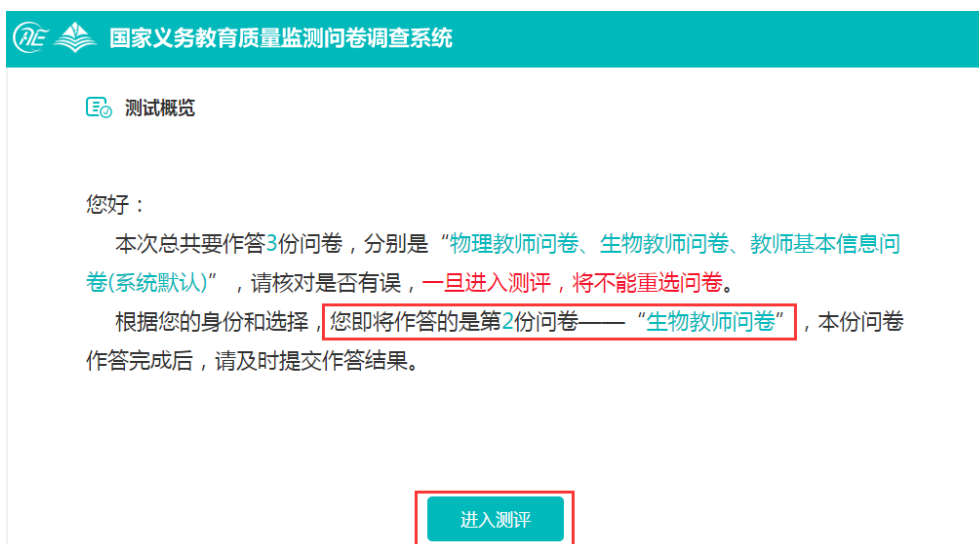 国家义务教育质量监测问卷调查系统
测试概览
您好：
本次总共要作答3份问卷，分别是“物理教师问卷、生物教师问卷、教师基本信息问
卷(系统默认)”，请核对是否有误，一旦进入测评，将不能重选问卷。
根据您的身份和选择，您即将作答的是第2份问卷——“生物教师问卷”，本份问卷
作答完成后，请及时提交作答结果。
进入测评